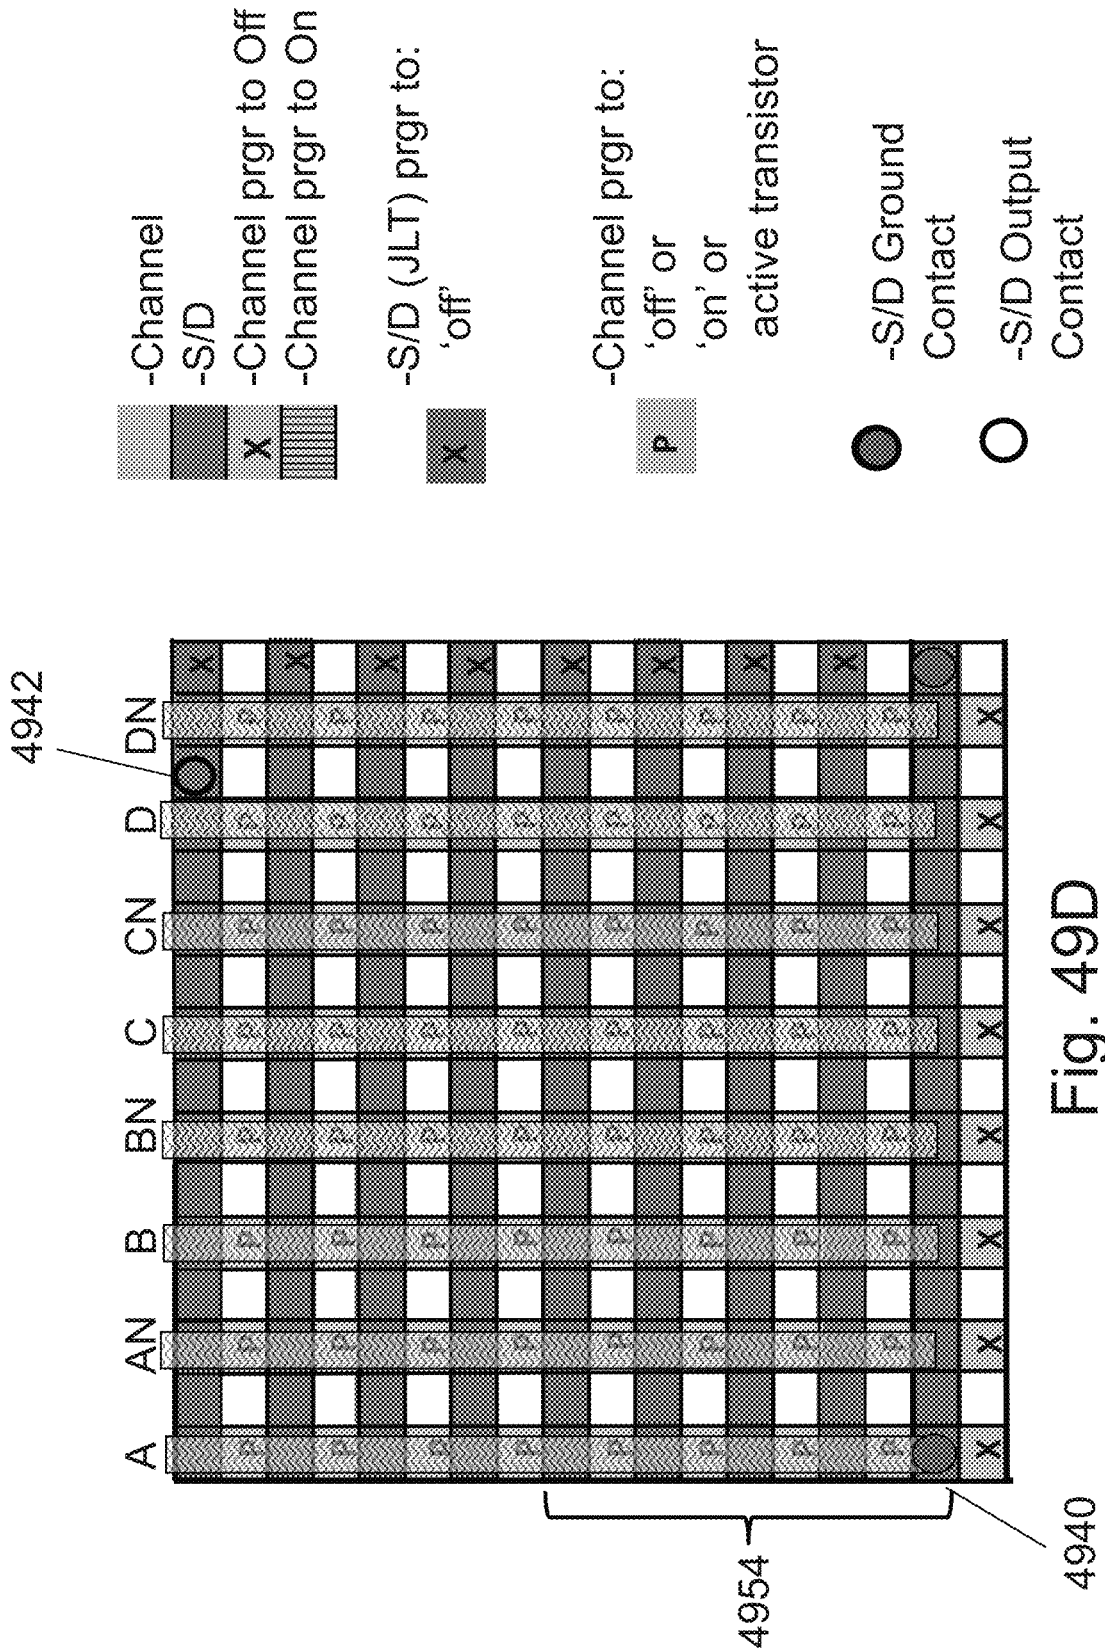 4942
A AN B BN C CN D DN
P P P P P P P P X
X P P P P P P P P
P P P P P P P P X
P P P P P P P P X
P P P P P P P P X
P P P P P P P P X
P P P P P P P P X
P P P P P P P P X
P P P P P P P P
X X X X X X X X
4954
4940
-Channel
-S/D
X -Channel prgr to Off
-Channel prgr to On
X -S/D (JLT) prgr to:
'off'
P -Channel prgr to:
'off' or
'on' or
active transistor
-S/D Ground
Contact
-S/D Output
Contact
Fig. 49D